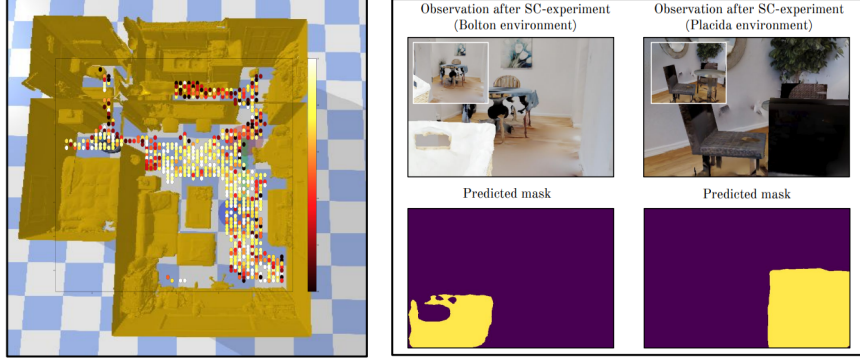 Observation after SC-experiment
(Bolton environment)
Observation after SC-experiment
(Placida environment)
Predicted mask
Predicted mask